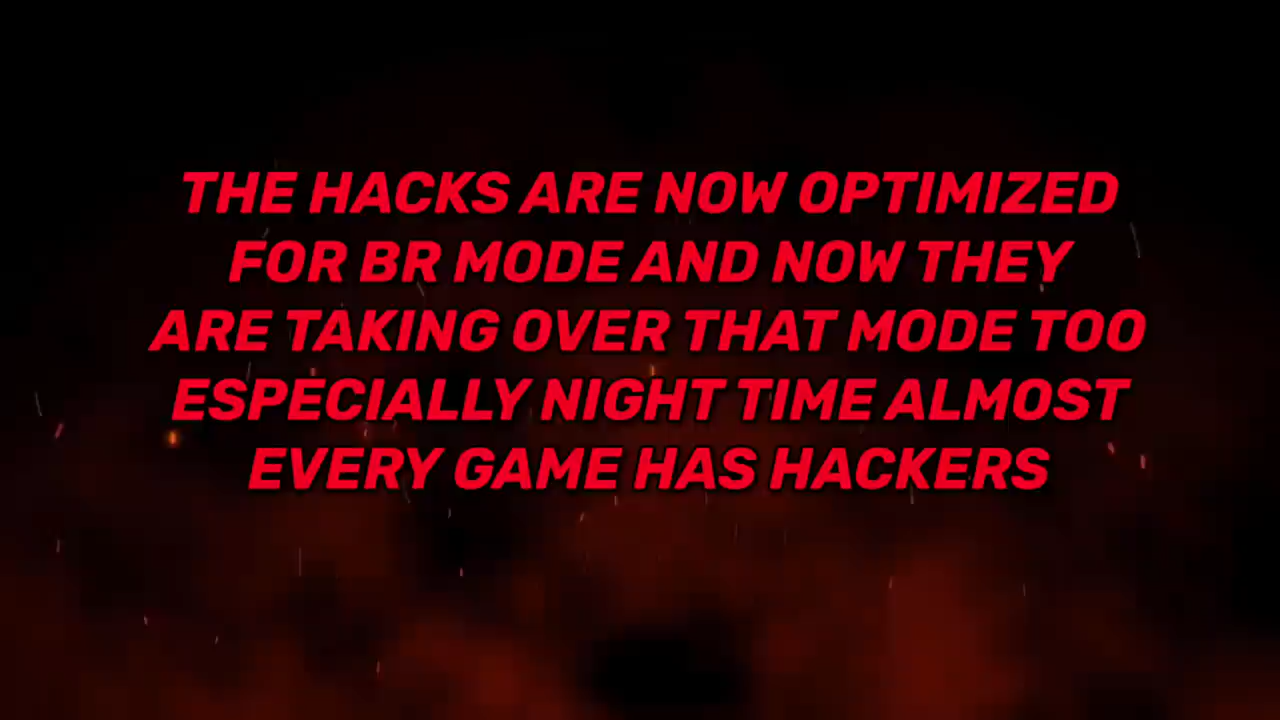 THE HACKS ARE NOW OPTIMIZED
FOR BR MODE AND NOW THEY
ARE TAKING OVER THAT MODE TOO
ESPECIALLY NIGHT TIME ALMOST
EVERY GAME HAS HACKERS